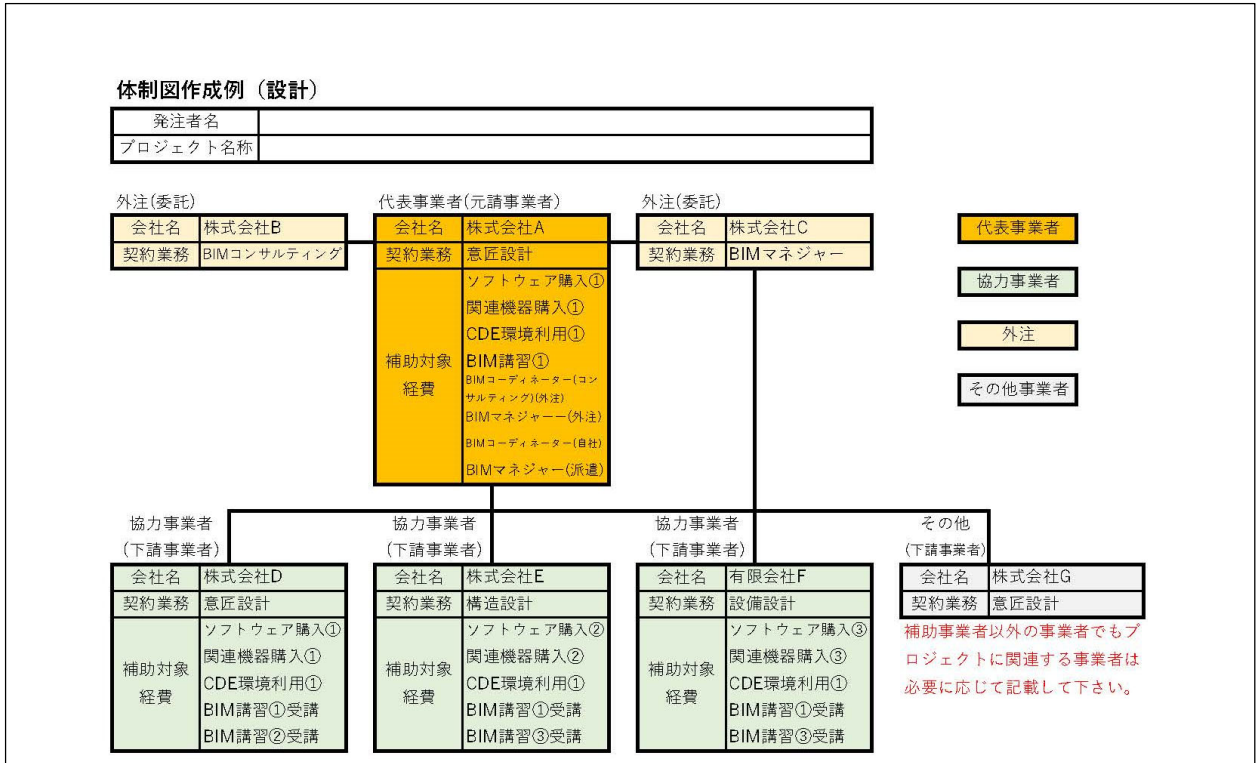 体制図作成例（設計）
発注者名
プロジェクト名称
外注(委託)
会社名 株式会社B
契約業務 BIMコンサルティング
代表事業者(元請事業者)
会社名 株式会社A
契約業務 意匠設計
補助対象
経費
ソフトウェア購入①
関連機器購入①
CDE環境利用①
BIM講習①
BIMコーディネーター(コン
サルティング)(外注)
BIMマネジャーー(外注)
BIMコーディネーター(自社)
BIMマネジャー(派遣)
外注(委託)
会社名 株式会社C
契約業務 BIMマネジャー
代表事業者
協力事業者
外注
その他事業者
協力事業者
(下請事業者)
会社名 株式会社D
契約業務 意匠設計
補助対象
経費
ソフトウェア購入①
関連機器購入①
CDE環境利用①
BIM講習①受講
BIM講習②受講
協力事業者
(下請事業者)
会社名 株式会社E
契約業務 構造設計
補助対象
経費
ソフトウェア購入②
関連機器購入②
CDE環境利用①
BIM講習①受講
BIM講習③受講
協力事業者
(下請事業者)
会社名 有限会社F
契約業務 設備設計
補助対象
経費
ソフトウェア購入③
関連機器購入③
CDE環境利用①
BIM講習①受講
BIM講習③受講
その他
(下請事業者)
会社名 株式会社G
契約業務 意匠設計
補助事業者以外の事業者でもプ
ロジェクトに関連する事業者は
必要に応じて記載して下さい。